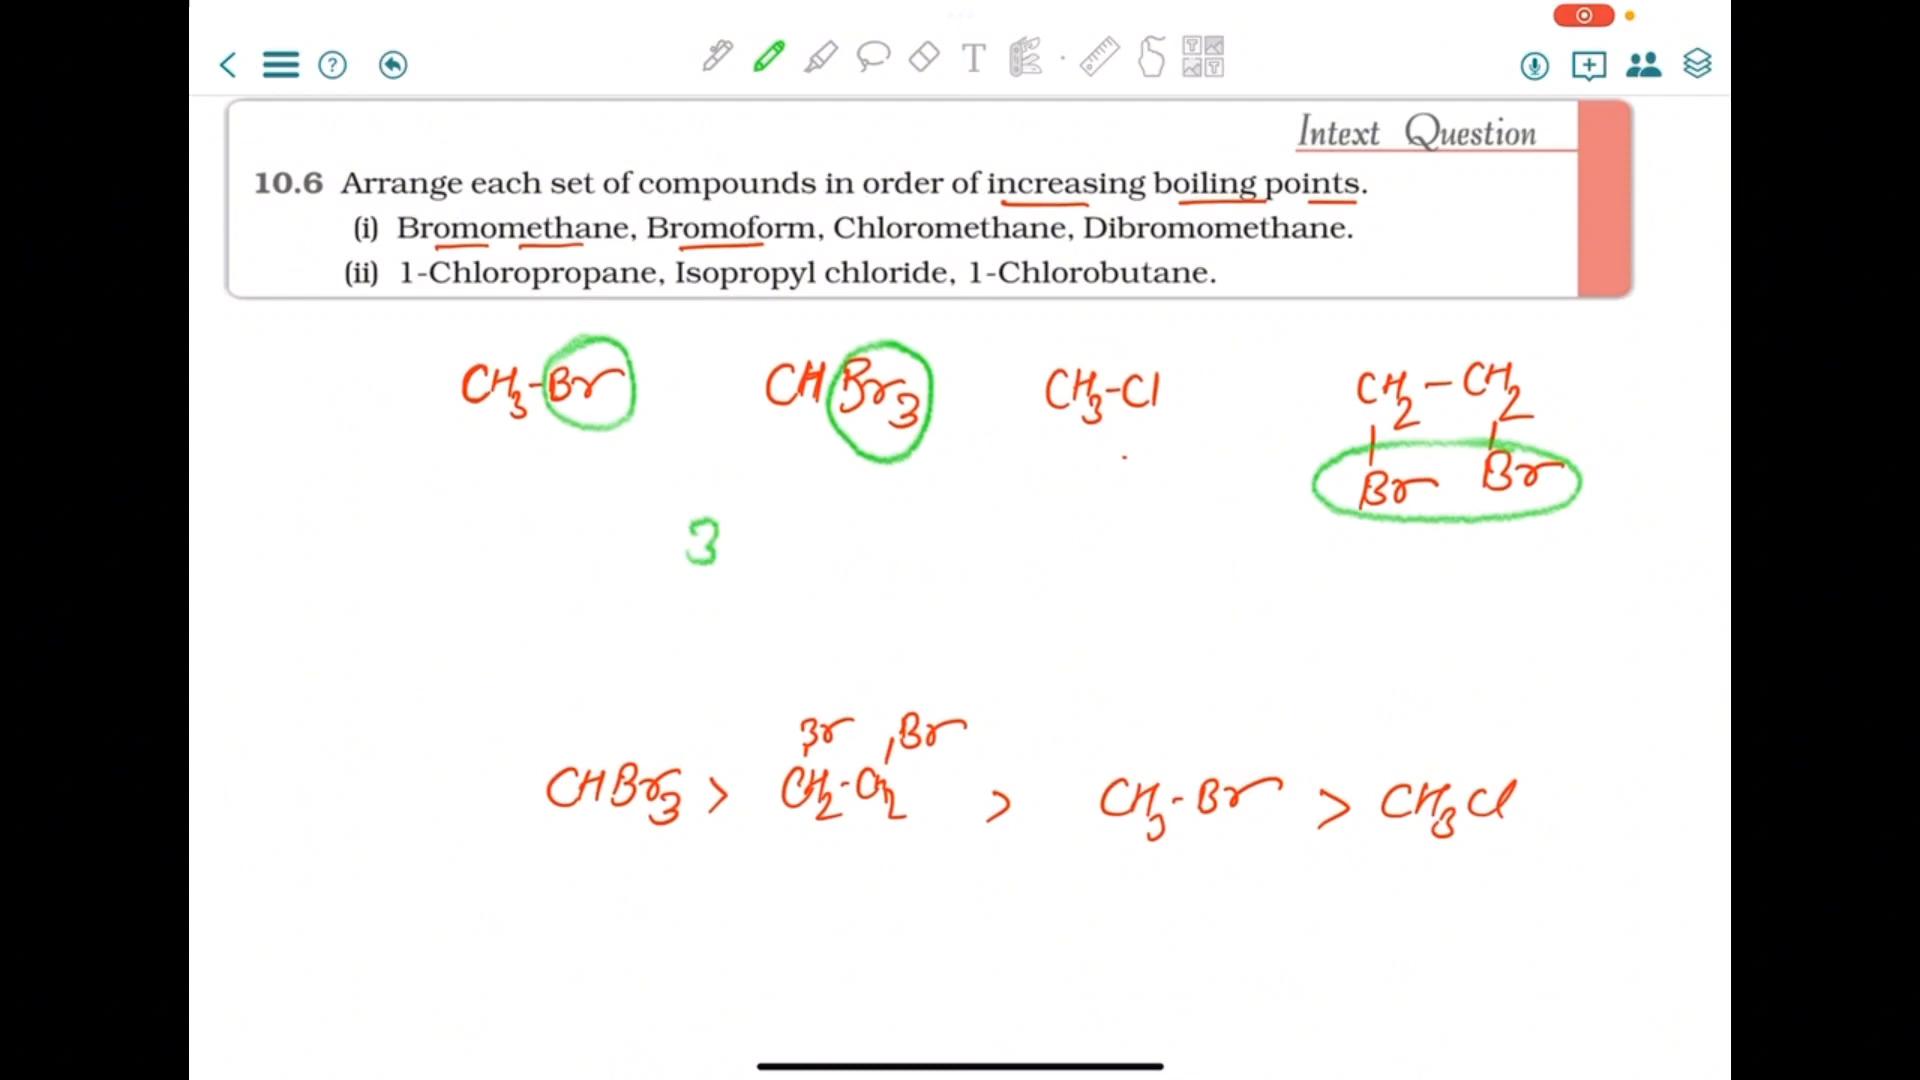 Intext Question
10.6 Arrange each set of compounds in order of increasing boiling points.
(i) Bromomethane, Bromoform, Chloromethane, Dibromomethane.
(ii) 1-Chloropropane, Isopropyl chloride, 1-Chlorobutane.
CH3-Br CHBr3 CH3-Cl CH2-CH2
Br Br
3
Br Br
CHBr3 > CH2-CH2 > CH3-Br > CH3Cl